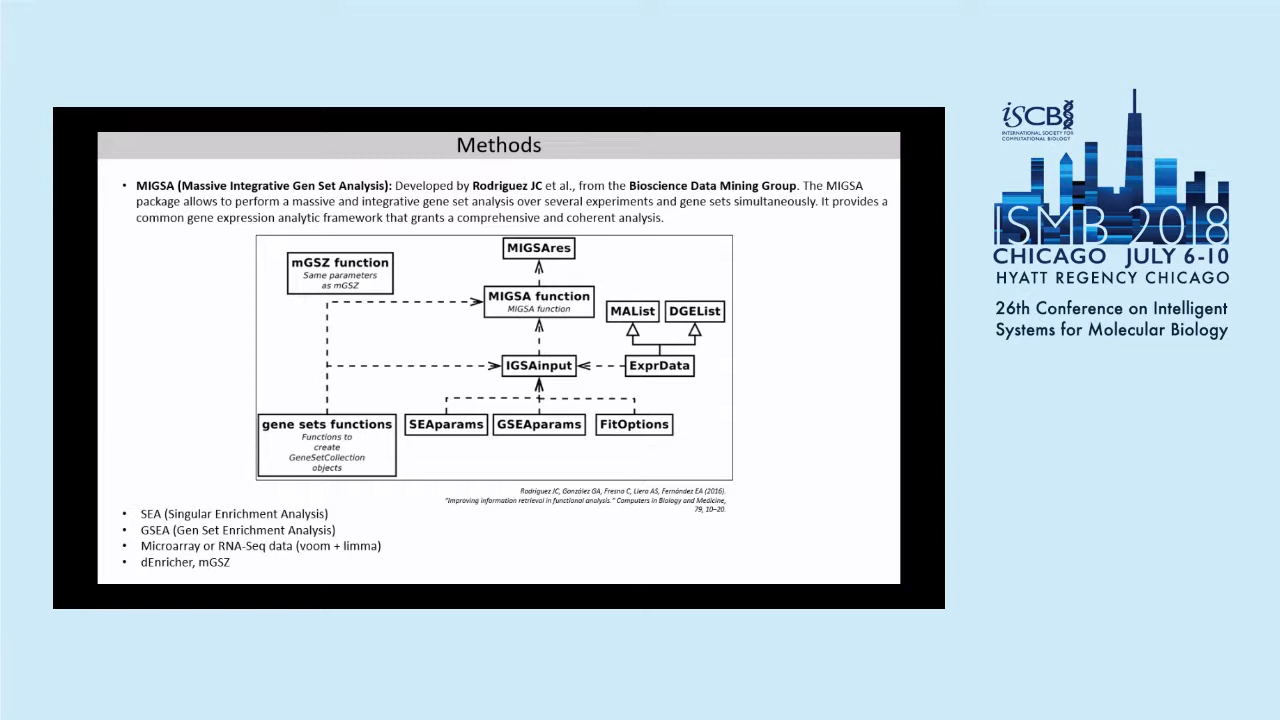 Methods
• MIGSA (Massive Integrative Gen Set Analysis): Developed by Rodriguez JC et al., from the Bioscience Data Mining Group. The MIGSA
package allows to perform a massive and integrative gene set analysis over several experiments and gene sets simultaneously. It provides a
common gene expression analytic framework that grants a comprehensive and coherent analysis.
MIGSAres
mGSZ function
Same parameters
as mGSZ
MIGSA function
MIGSA function
MAList
DGEList
IGSAinput
ExprData
gene sets functions
Functions to
create
GeneSetCollection
objects
SEAparams
GSEAparams
FitOptions
Rodriguez JC, González GA, Fresno C, Llera AS, Fernández EA (2016).
"Improving information retrieval in functional analysis." Computers in Biology and Medicine,
79, 10–20.
• SEA (Singular Enrichment Analysis)
• GSEA (Gen Set Enrichment Analysis)
• Microarray or RNA-Seq data (voom + limma)
• dEnricher, mGSZ
iSCB
INTERNATIONAL SOCIETY FOR
COMPUTATIONAL BIOLOGY
ISMB 2018
CHICAGO JULY 6-10
HYATT REGENCY CHICAGO
26th Conference on Intelligent
Systems for Molecular Biology